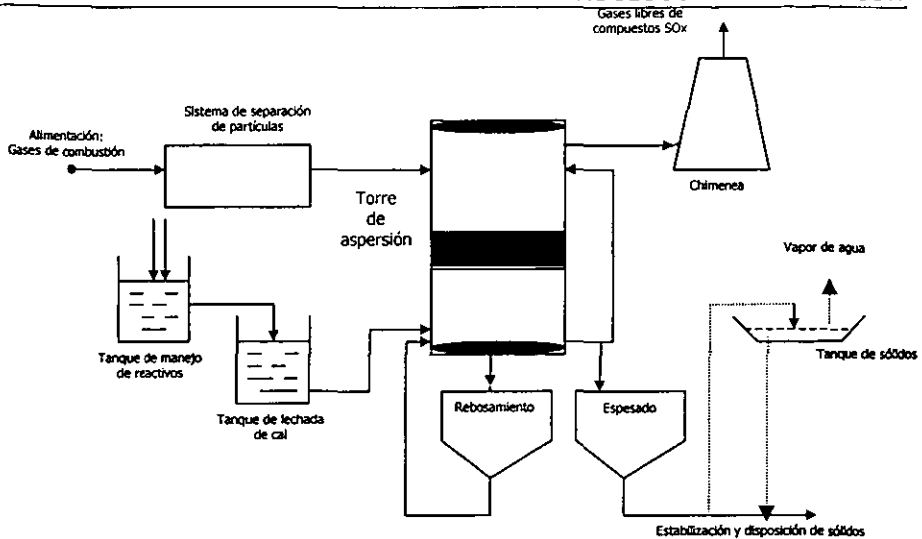 Gases libres de
compuestos SOx
Sistema de separación
de partículas
Alimentación:
Gases de combustión
Chimenea
Torre
de
aspersión
Vapor de agua
Tanque de sólidos
Tanque de manejo
de reactivos
Tanque de lechada
de cal
Rebosamiento
Espesado
Estabilización y disposición de sólidos